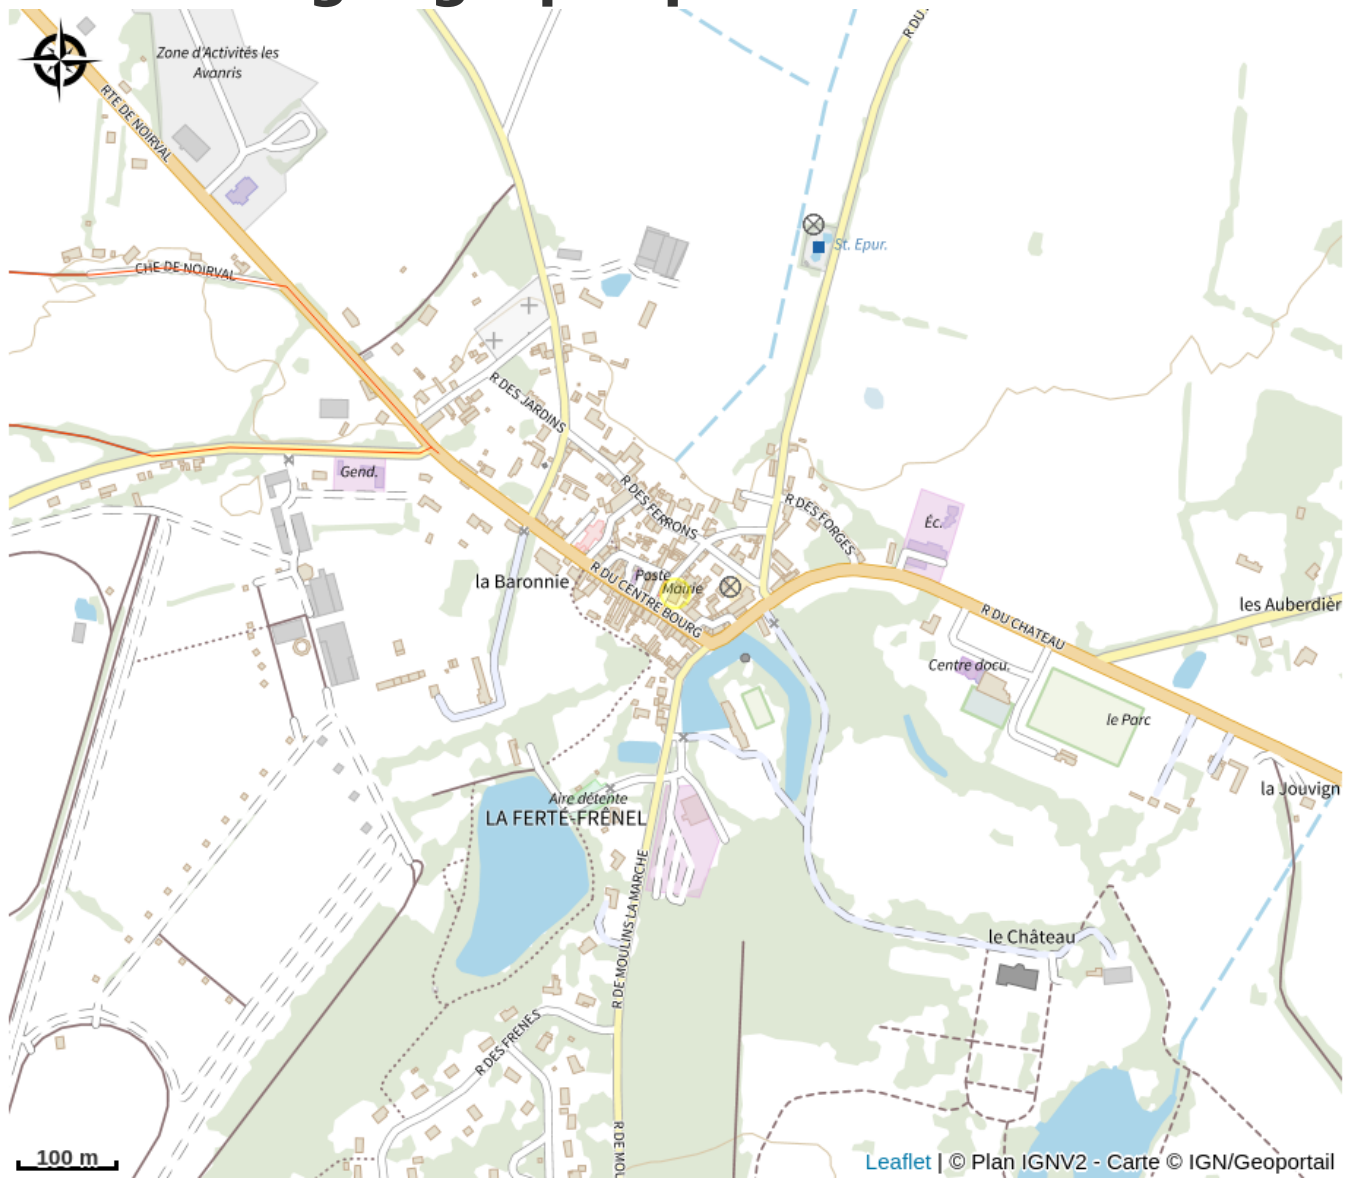 R DU
Zone d'Activités les
Avanris
RTE DE NOIRVAL
St. Epur.
CHE DE NOIRVAL
R DES JARDINS
Gend.
R DES FERRONS
R DES FORGES
Éc.
la Baronnie
Poste
Mairie
R DU CENTRE BOURG
R DU CHATEAU
les Auberdièr
Centre docu.
le Parc
la Jouvign
Aire détente
LA FERTÉ-FRÊNEL
R DE MOULINS LA MARCHE
le Château
R DES FRENES
R DE MOU
100 m
Leaflet | © Plan IGNV2 - Carte © IGN/Geoportail